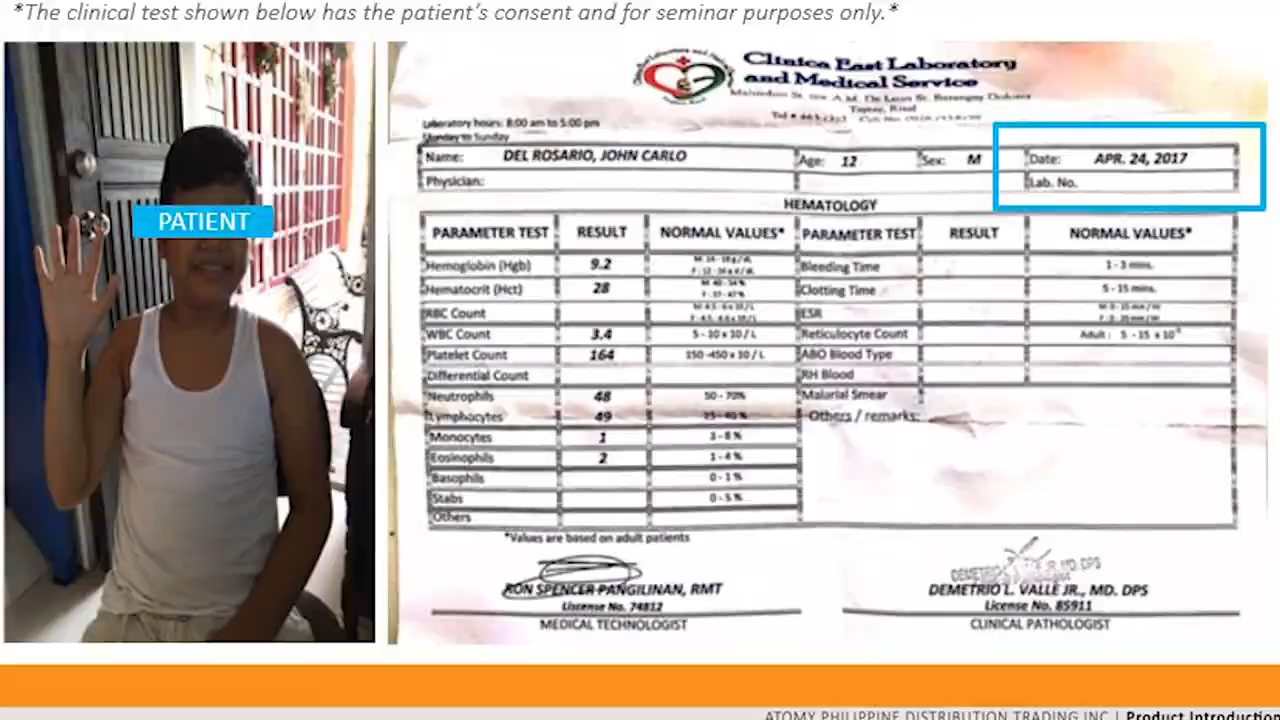 *The clinical test shown below has the patient's consent and for seminar purposes only.*
PATIENT
Clinica East Laboratory
and Medical Service
Laboratory hours: 8:00 am to 5:00 pm
Monday to Sunday
Name: DEL ROSARIO, JOHN CARLO Age: 12 Sex: M Date: APR. 24, 2017
Physician: Lab. No.
HEMATOLOGY
PARAMETER TEST RESULT NORMAL VALUES* PARAMETER TEST RESULT NORMAL VALUES*
Hemoglobin (Hgb) 9.2 Bleeding Time 1 - 3 mins.
Hematocrit (Hct) 28 Clotting Time 5 - 15 mins.
RBC Count ESR
WBC Count 3.4 5 - 10 x 10 / L Reticulocyte Count Adult : 5 - 15 x 10
Platelet Count 164 150 -450 x 10 / L ABO Blood Type
Differential Count RH Blood
Neutrophils 48 50 - 70% Malarial Smear
Lymphocytes 49 Others / remarks:
Monocytes 1 3 - 8 %
Eosinophils 2 1 - 4 %
Basophils 0 - 1 %
Stabs 0 - 5 %
Others
*Values are based on adult patients
RON SPENCER PANGILINAN, RMT DEMETRIO L. VALLE JR., MD. DPS
Liscense No. 74812 License No. 85911
MEDICAL TECHNOLOGIST CLINICAL PATHOLOGIST
ATOMY PHILIPPINE DISTRIBUTION TRADING INC | Product Introduction